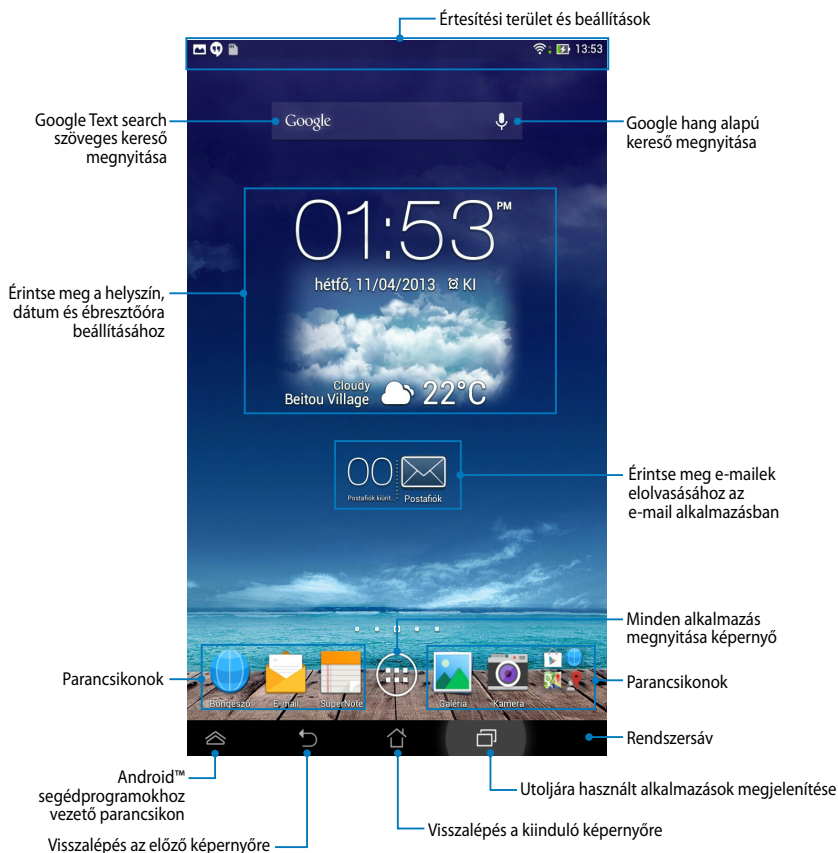 Értesítési terület és beállítások
13:53
Google Text search
szöveges kereső
megnyitása
Google
Google hang alapú
kereső megnyitása
01:53 PM
hétfő, 11/04/2013 KI
Érintse meg a helyszín,
dátum és ébresztőóra
beállításához
Cloudy
Beitou Village
22°C
00
Postafiók kiünt...
Postafiók
Érintse meg e-mailek
elolvasásához az
e-mail alkalmazásban
Minden alkalmazás
megnyitása képernyő
Parancsikonok
Böngésző
E-mail
SuperNote
Galéria
Kamera
Parancsikonok
Rendszersáv
Android™
segédprogramokhoz
vezető parancsikon
Utoljára használt alkalmazások megjelenítése
Visszalépés a kiinduló képernyőre
Visszalépés az előző képernyőre